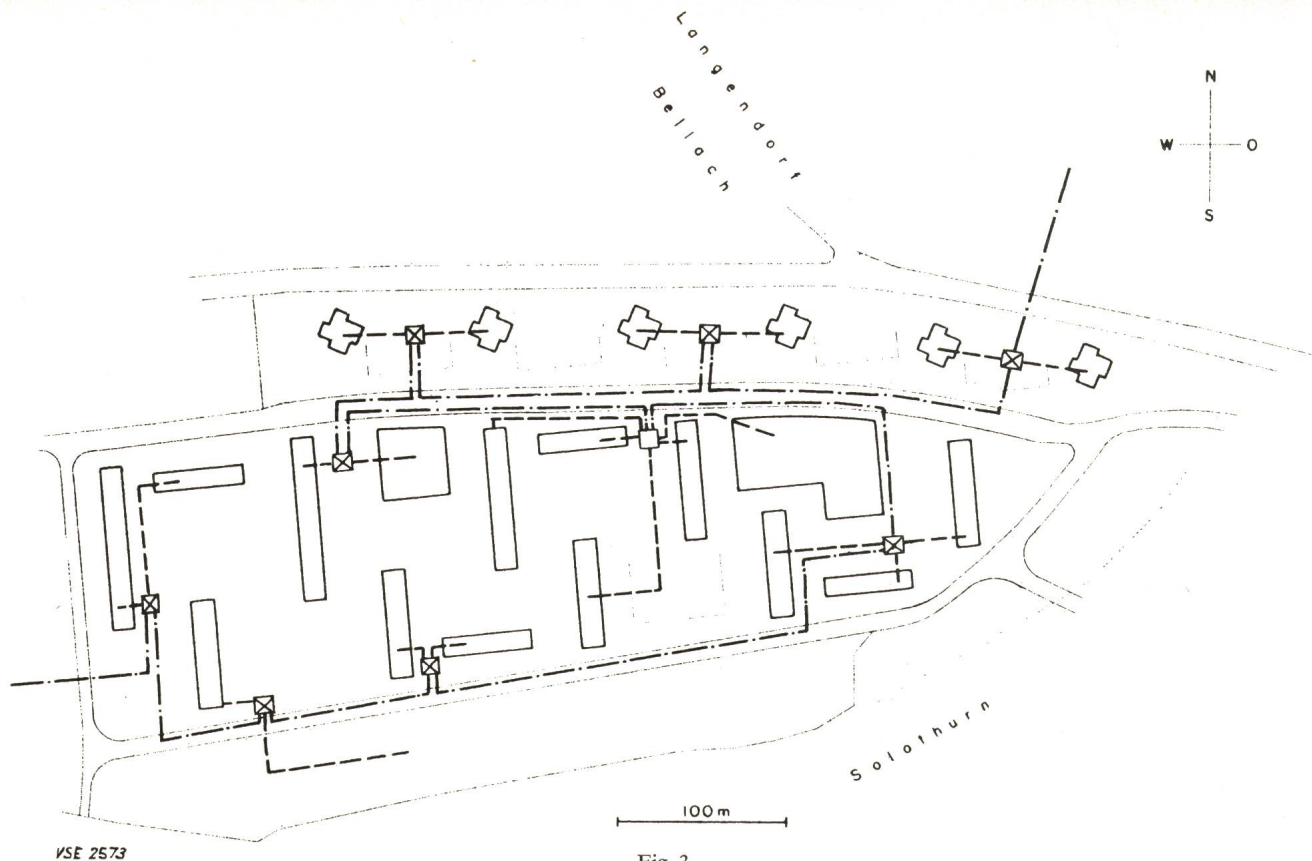 Langendorf
Bellach
N
W
O
S
Solothurn
100 m
VSE 2573
Fig. 3